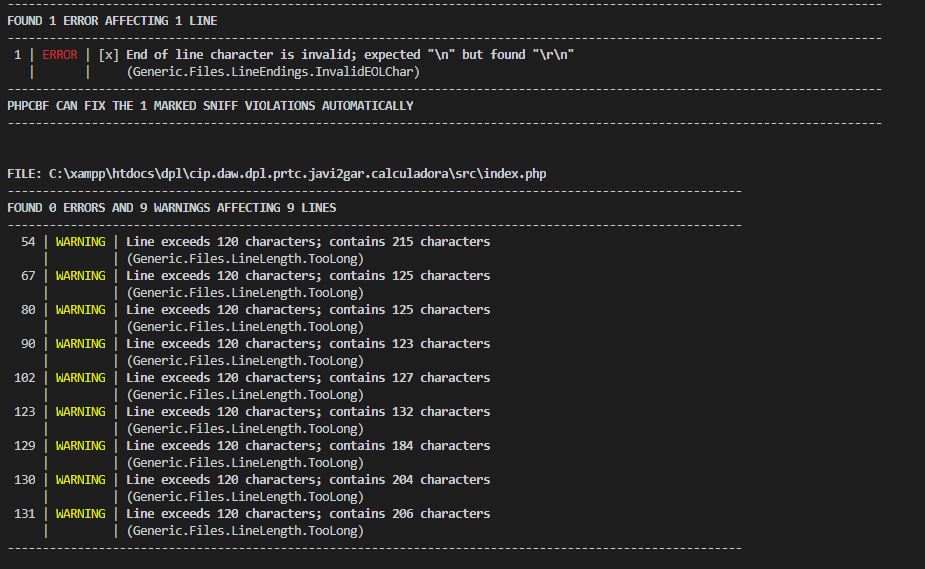 --------------------------------------------------------------------------------------------------------------------------------
FOUND 1 ERROR AFFECTING 1 LINE
--------------------------------------------------------------------------------------------------------------------------------
 1 | ERROR | [x] End of line character is invalid; expected "\n" but found "\r\n"
   |       |     (Generic.Files.LineEndings.InvalidEOLChar)
--------------------------------------------------------------------------------------------------------------------------------
PHPCBF CAN FIX THE 1 MARKED SNIFF VIOLATIONS AUTOMATICALLY
--------------------------------------------------------------------------------------------------------------------------------
FILE: C:\xampp\htdocs\dpl\cip.daw.dpl.prtc.javi2gar.calculadora\src\index.php
----------------------------------------------------------------------------------------------------------
FOUND 0 ERRORS AND 9 WARNINGS AFFECTING 9 LINES
----------------------------------------------------------------------------------------------------------
  54 | WARNING | Line exceeds 120 characters; contains 215 characters
     |         | (Generic.Files.LineLength.TooLong)
  67 | WARNING | Line exceeds 120 characters; contains 125 characters
     |         | (Generic.Files.LineLength.TooLong)
  80 | WARNING | Line exceeds 120 characters; contains 125 characters
     |         | (Generic.Files.LineLength.TooLong)
  90 | WARNING | Line exceeds 120 characters; contains 123 characters
     |         | (Generic.Files.LineLength.TooLong)
 102 | WARNING | Line exceeds 120 characters; contains 127 characters
     |         | (Generic.Files.LineLength.TooLong)
 123 | WARNING | Line exceeds 120 characters; contains 132 characters
     |         | (Generic.Files.LineLength.TooLong)
 129 | WARNING | Line exceeds 120 characters; contains 184 characters
     |         | (Generic.Files.LineLength.TooLong)
 130 | WARNING | Line exceeds 120 characters; contains 204 characters
     |         | (Generic.Files.LineLength.TooLong)
 131 | WARNING | Line exceeds 120 characters; contains 206 characters
     |         | (Generic.Files.LineLength.TooLong)
----------------------------------------------------------------------------------------------------------